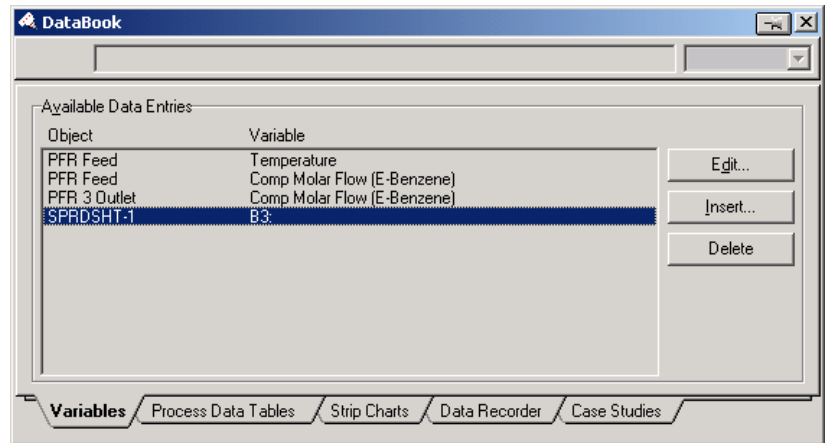 DataBook
Available Data Entries
Object Variable
PFR Feed Temperature
PFR Feed Comp Molar Flow (E-Benzene)
PFR 3 Outlet Comp Molar Flow (E-Benzene)
SPRDSHT-1 B3:
Edit...
Insert...
Delete
Variables Process Data Tables Strip Charts Data Recorder Case Studies